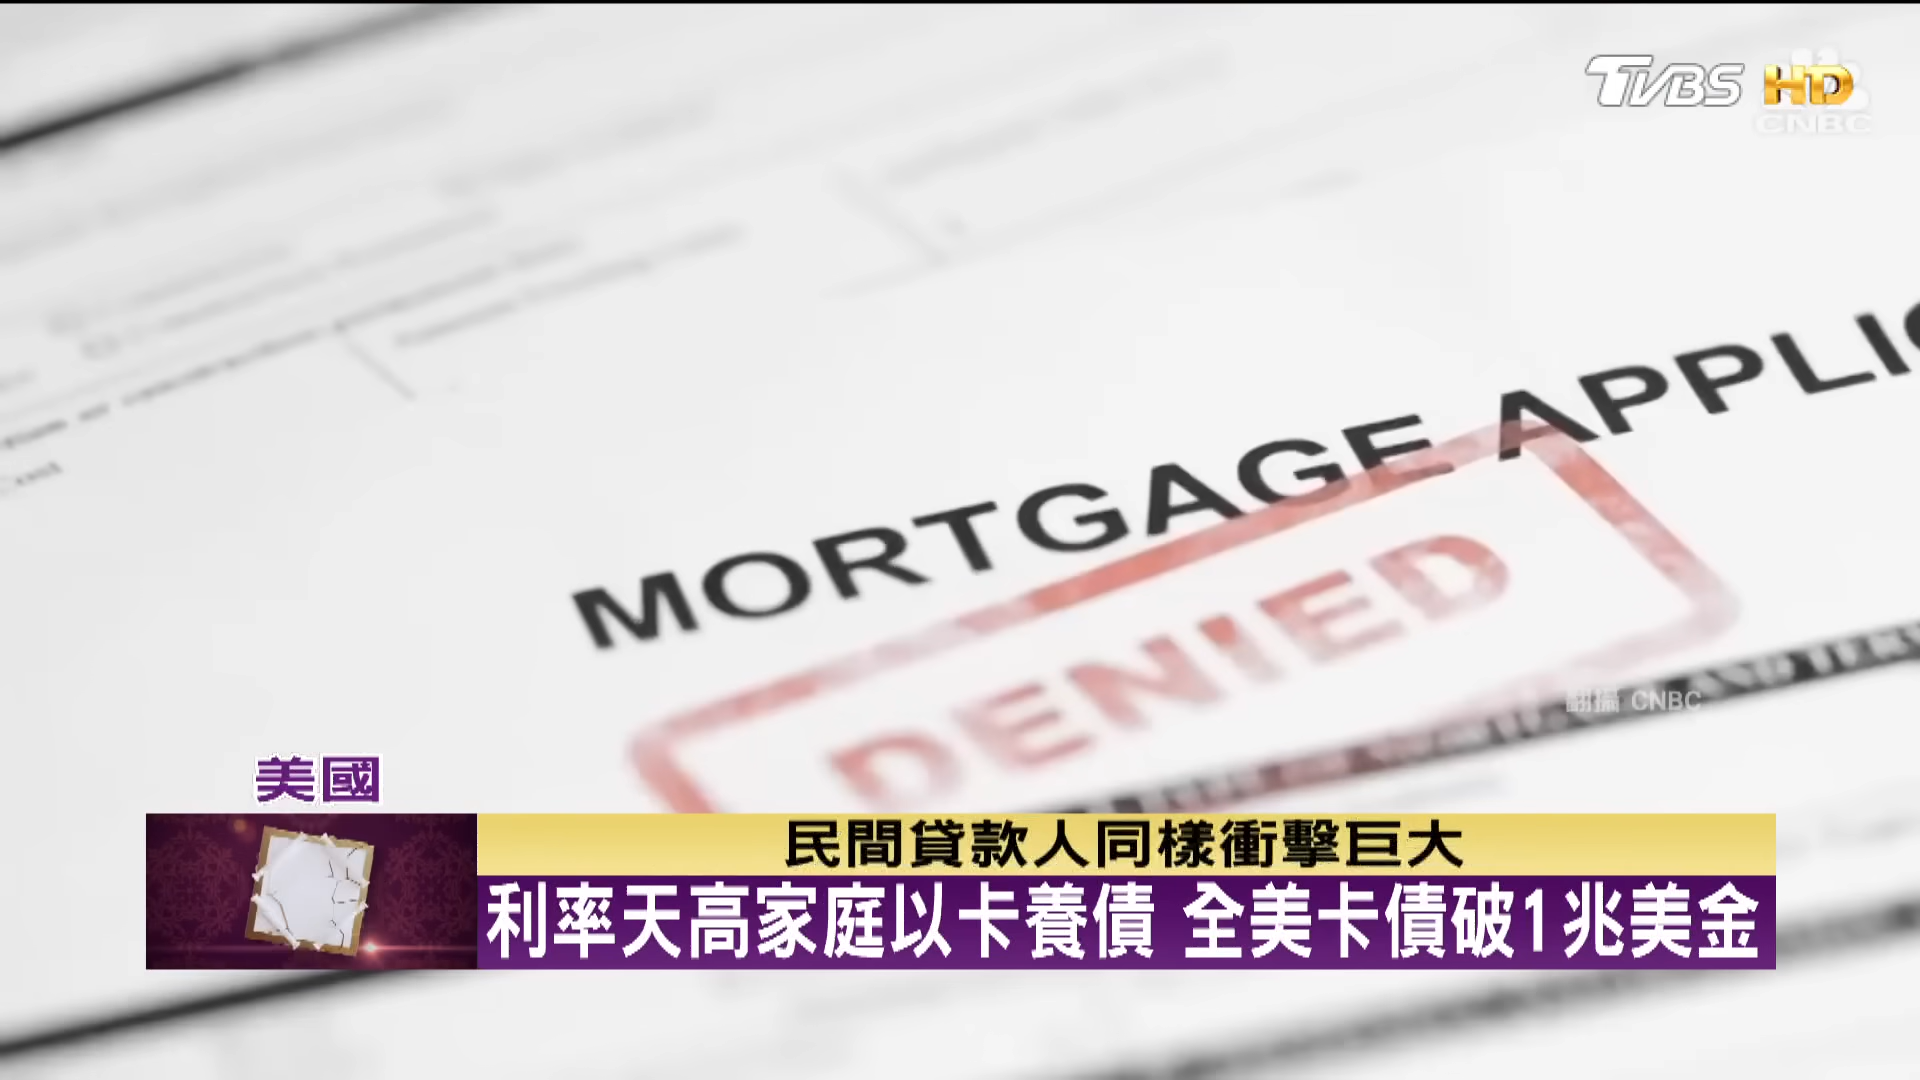 TVBS HD
CNBC
MORTGAGE APPLIC
DENIED
翻攝 CNBC
美國
民間貸款人同樣衝擊巨大
利率天高家庭以卡養債 全美卡債破1兆美金